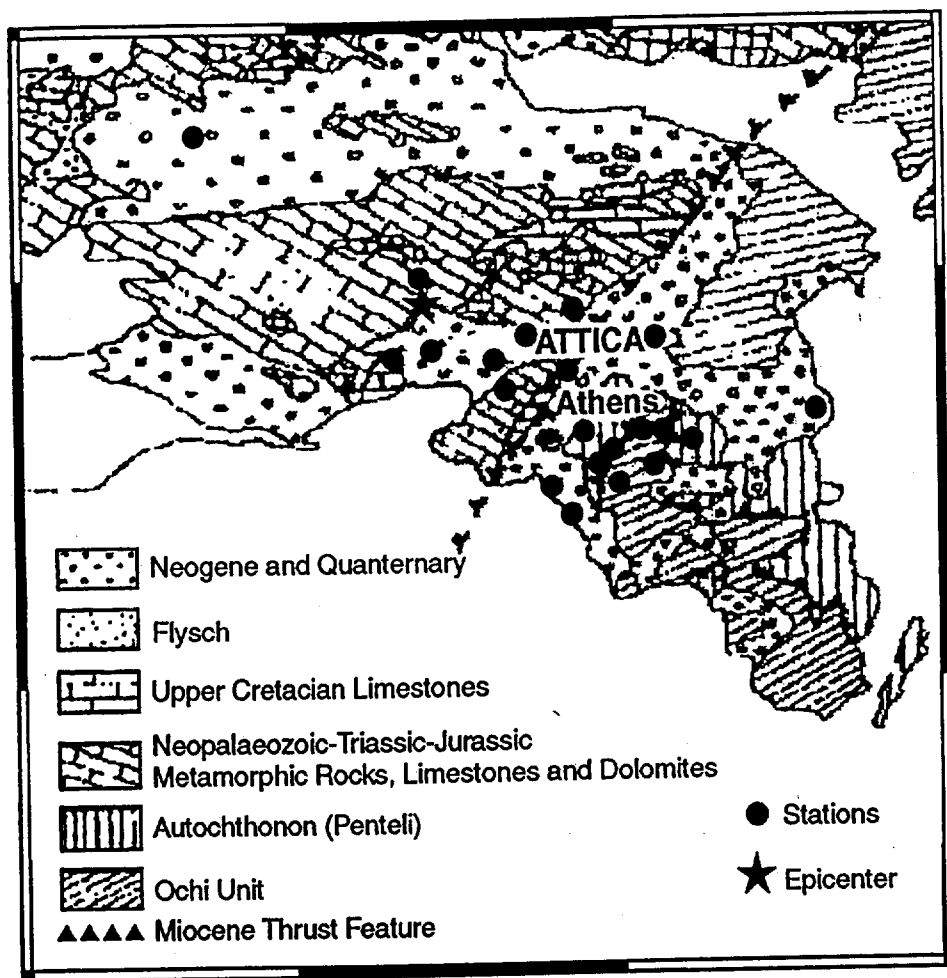 ATTICA
Athens
Neogene and Quanternary
Flysch
Upper Cretacian Limestones
Neopalaeozoic-Triassic-Jurassic
Metamorphic Rocks, Limestones and Dolomites
Autochthonon (Penteli)
Ochi Unit
Miocene Thrust Feature
Stations
Epicenter